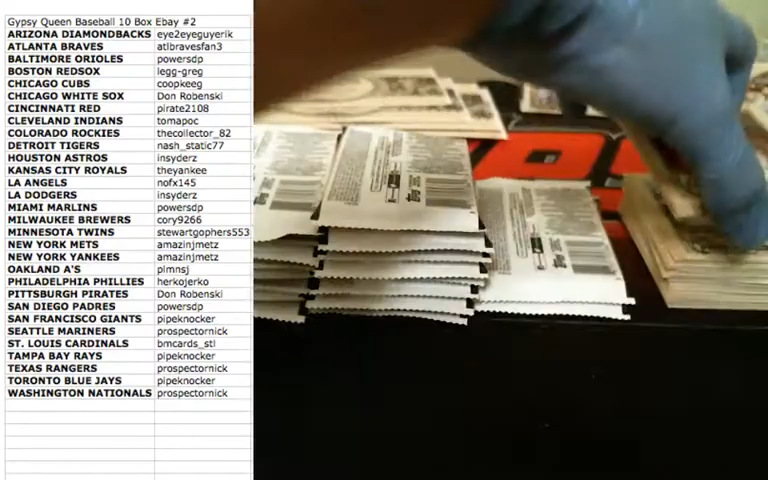 Gypsy Queen Baseball 10 Box Ebay #2
ARIZONA DIAMONDBACKS eye2eyeguyerik
ATLANTA BRAVES atlbravesfan3
BALTIMORE ORIOLES powersdp
BOSTON REDSOX legg-greg
CHICAGO CUBS coopkeeg
CHICAGO WHITE SOX Don Robenski
CINCINNATI RED pirate2108
CLEVELAND INDIANS tomapoc
COLORADO ROCKIES thecollector_82
DETROIT TIGERS nash_static77
HOUSTON ASTROS insyderz
KANSAS CITY ROYALS theyankee
LA ANGELS nofx145
LA DODGERS insyderz
MIAMI MARLINS powersdp
MILWAUKEE BREWERS cory9266
MINNESOTA TWINS stewartgophers553
NEW YORK METS amazinjmetz
NEW YORK YANKEES amazinjmetz
OAKLAND A'S plmnsj
PHILADELPHIA PHILLIES herkojerko
PITTSBURGH PIRATES Don Robenski
SAN DIEGO PADRES powersdp
SAN FRANCISCO GIANTS pipeknocker
SEATTLE MARINERS prospectornick
ST. LOUIS CARDINALS bmcards_stl
TAMPA BAY RAYS pipeknocker
TEXAS RANGERS prospectornick
TORONTO BLUE JAYS pipeknocker
WASHINGTON NATIONALS prospectornick